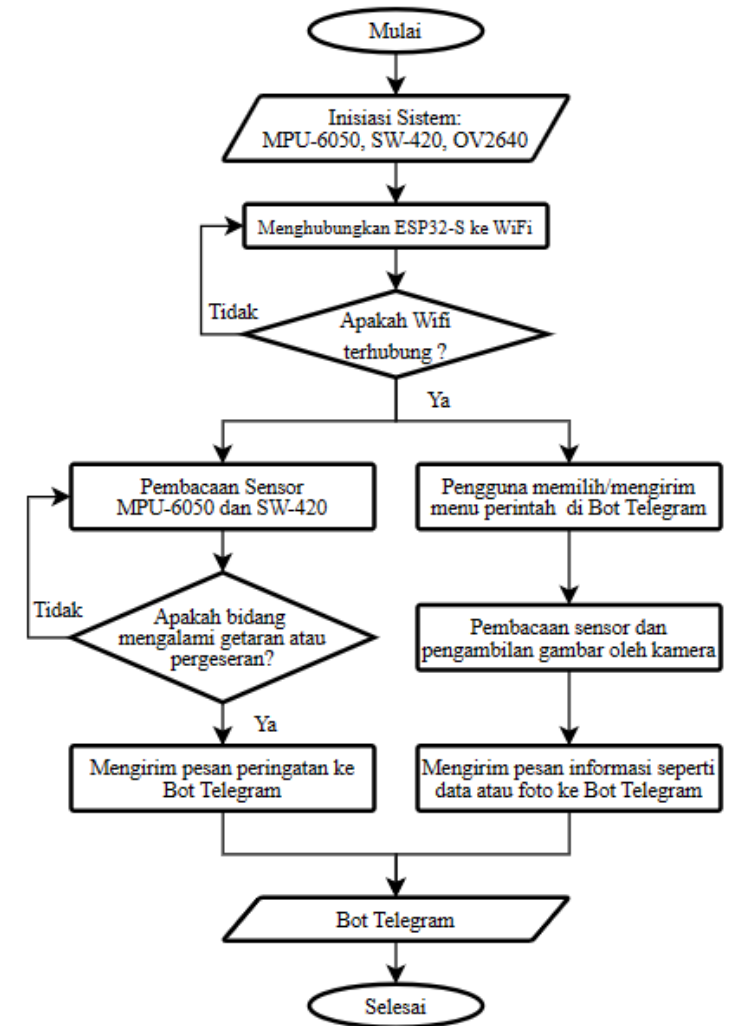 Mulai
Inisiasi Sistem:
MPU-6050, SW-420, OV2640
Menghubungkan ESP32-S ke WiFi
Tidak
Apakah Wifi
terhubung ?
Ya
Pembacaan Sensor
MPU-6050 dan SW-420
Tidak
Apakah bidang
mengalami getaran atau
pergeseran?
Ya
Mengirim pesan peringatan ke
Bot Telegram
Pengguna memilih/mengirim
menu perintah di Bot Telegram
Pembacaan sensor dan
pengambilan gambar oleh kamera
Mengirim pesan informasi seperti
data atau foto ke Bot Telegram
Bot Telegram
Selesai